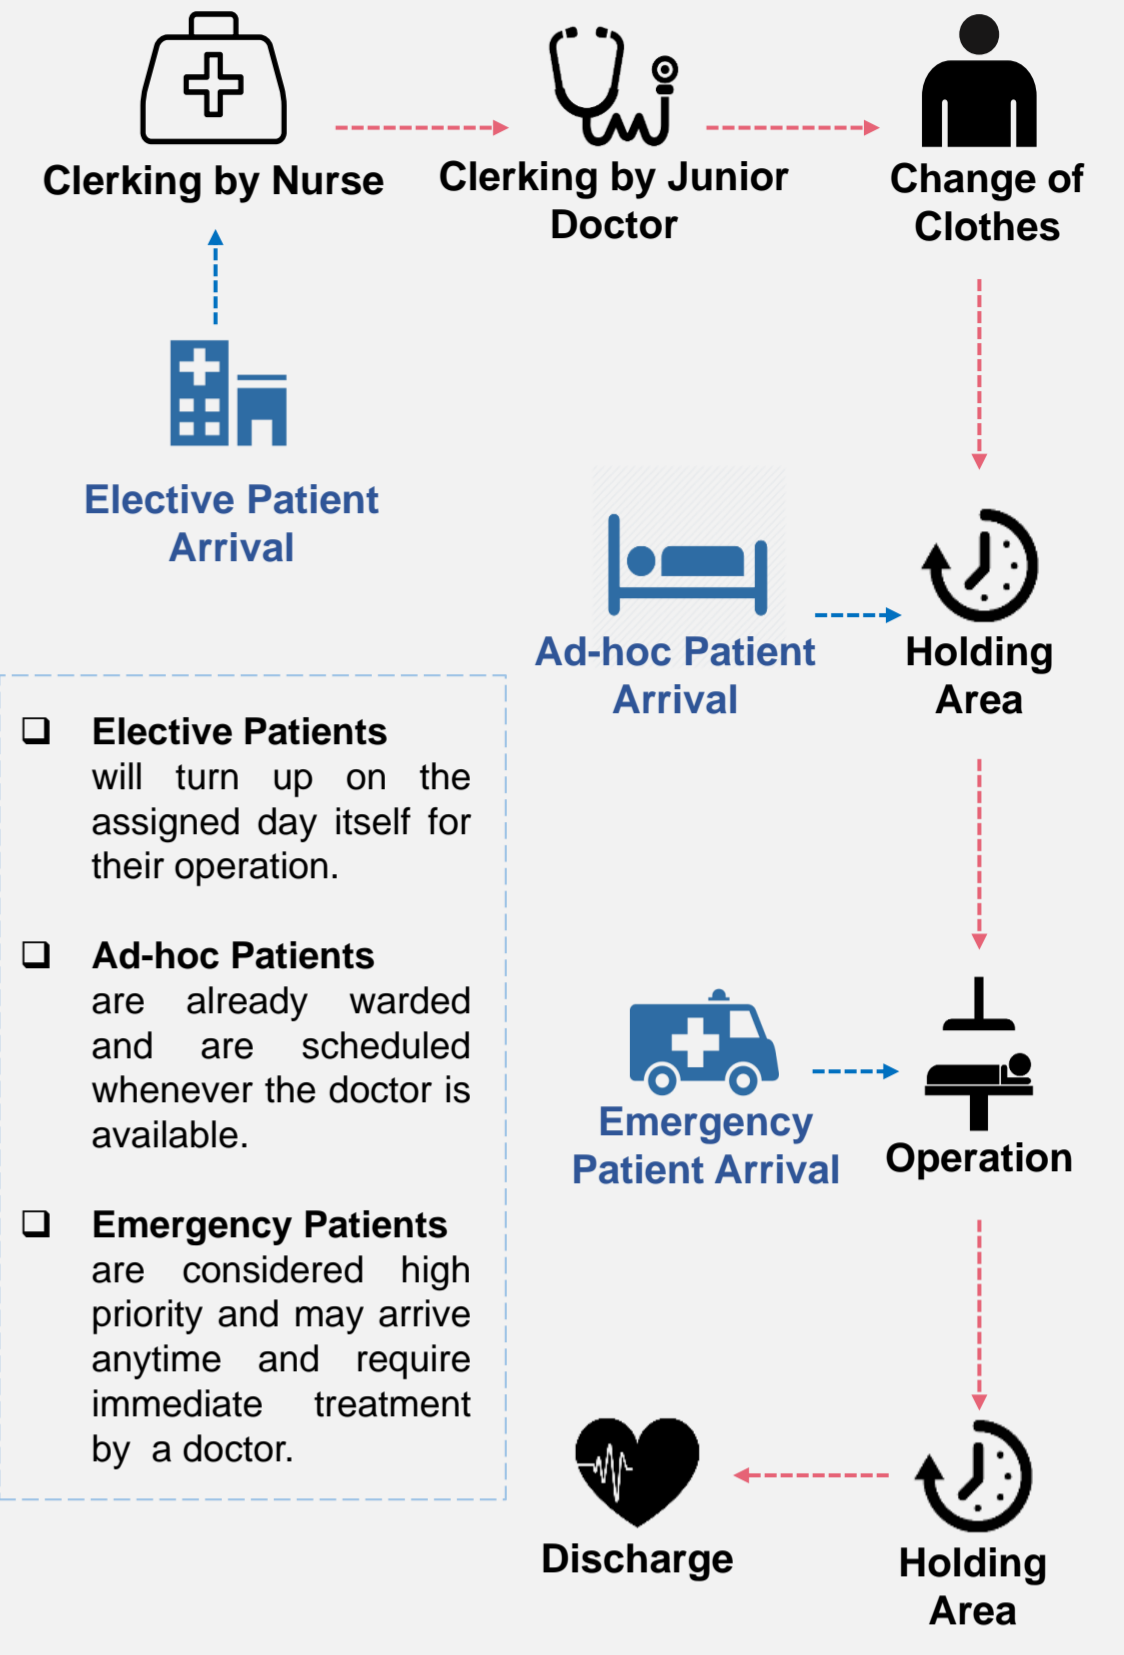 Clerking by Nurse
Clerking by Junior
Doctor
Change of
Clothes
Elective Patient
Arrival
Ad-hoc Patient
Arrival
Holding
Area
❑ Elective Patients
will turn up on the
assigned day itself for
their operation.
❑ Ad-hoc Patients
are already warded
and are scheduled
whenever the doctor is
available.
❑ Emergency Patients
are considered high
priority and may arrive
anytime and require
immediate treatment
by a doctor.
Emergency
Patient Arrival
Operation
Discharge
Holding
Area